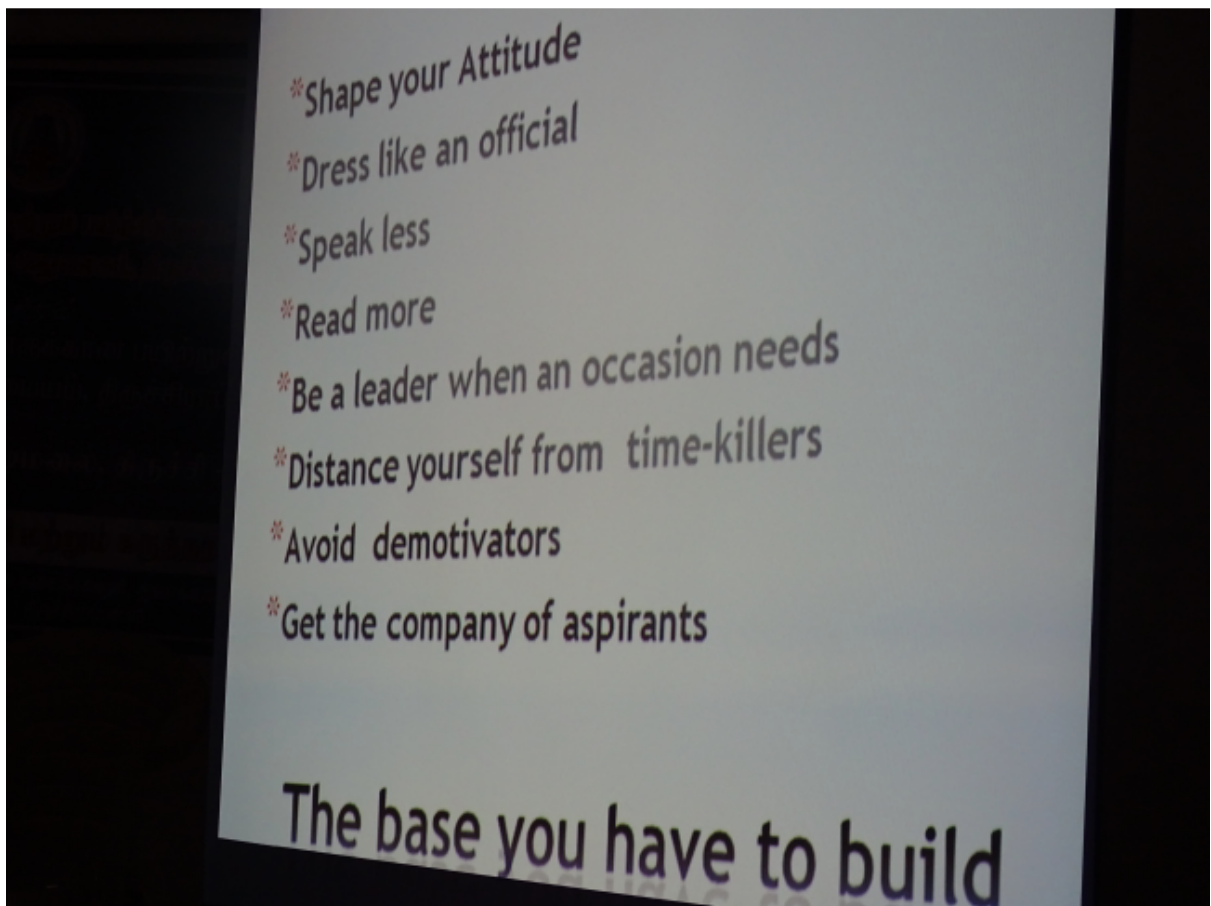 *Shape your Attitude
*Dress like an official
*Speak less
*Read more
*Be a leader when an occasion needs
*Distance yourself from time-killers
*Avoid demotivators
*Get the company of aspirants
The base you have to build